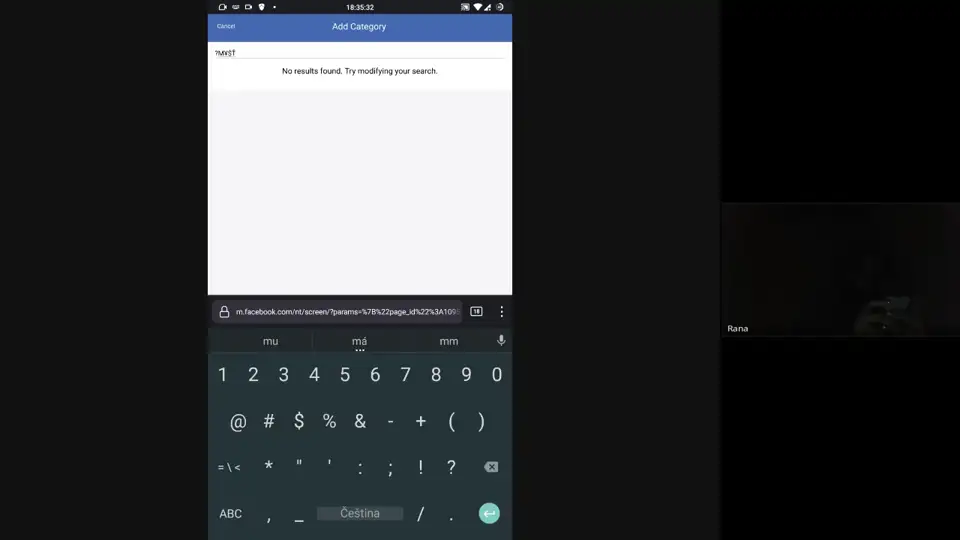 18:35:32
Cancel
Add Category
?M¥ŠŤ
No results found. Try modifying your search.
m.facebook.com/nt/screen/?params=%7B%22page_id%22%3A109
18
mu
má
mm
1 2 3 4 5 6 7 8 9 0
@ # $ % & - + ( )
= \ < * " ' : ; ! ?
ABC , _ Čeština / .
Rana